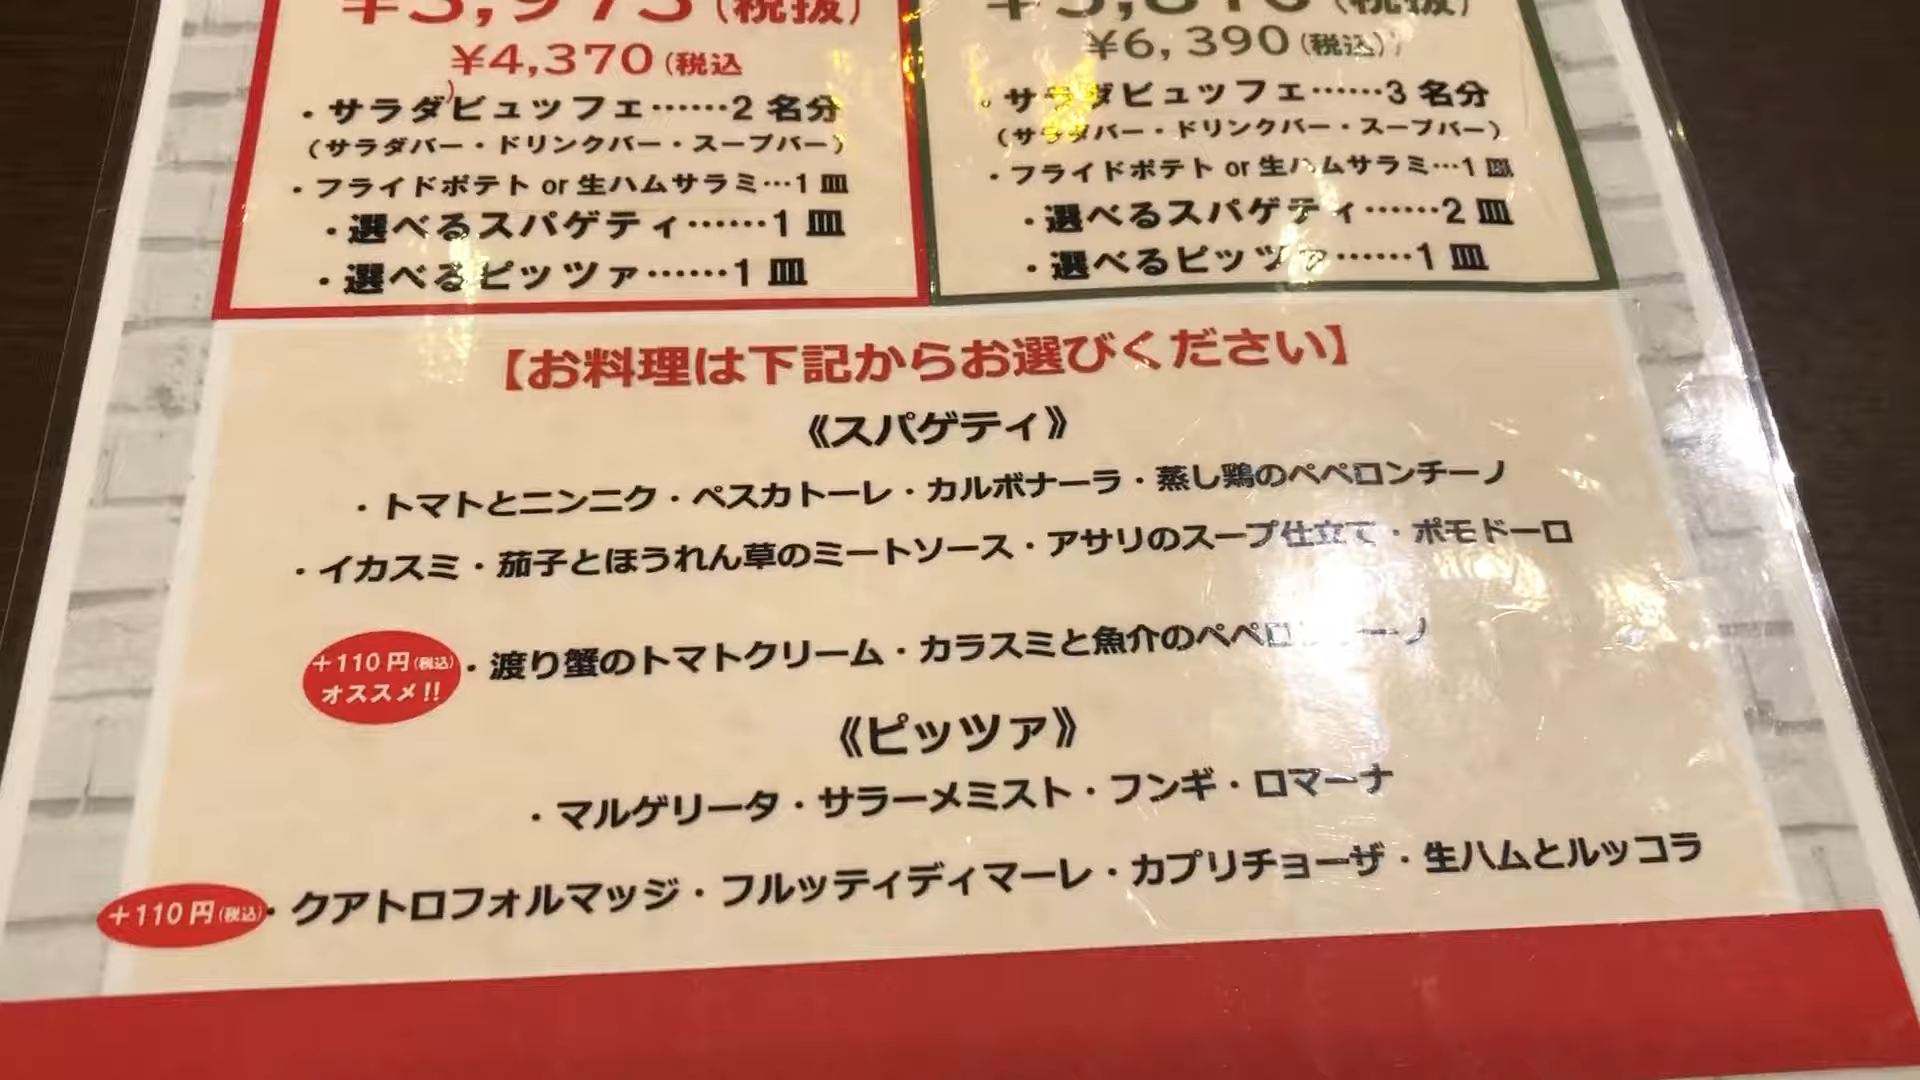 ¥3,973(税抜)
¥4,370(税込)
・サラダビュッフェ……2 名分
(サラダバー・ドリンクバー・スープバー)
・フライドポテト or 生ハムサラミ…1 皿
・選べるスパゲティ……1 皿
・選べるピッツァ……1 皿
(税抜)
¥6,390(税込)
・サラダビュッフェ……3 名分
(サラダバー・ドリンクバー・スープバー)
・フライドポテト or 生ハムサラミ…1 皿
・選べるスパゲティ……2 皿
・選べるピッツァ……1 皿
【お料理は下記からお選びください】
《スパゲティ》
・トマトとニンニク・ペスカトーレ・カルボナーラ・蒸し鶏のペペロンチーノ
・イカスミ・茄子とほうれん草のミートソース・アサリのスープ仕立て・ポモドーロ
+110円(税込)
オススメ!!
・渡り蟹のトマトクリーム・カラスミと魚介のペペロンチーノ
《ピッツァ》
・マルゲリータ・サラーメミスト・フンギ・ロマーナ
+110円(税込)
・クアトロフォルマッジ・フルッティディマーレ・カプリチョーザ・生ハムとルッコラ